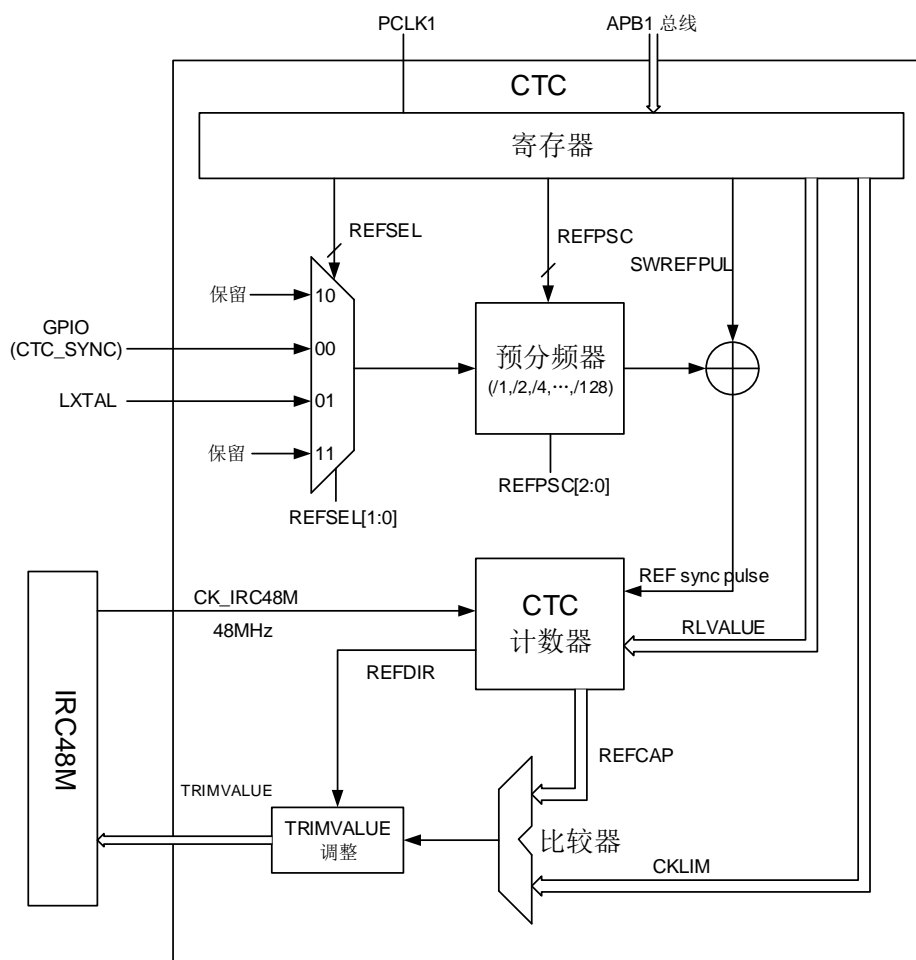 PCLK1
APB1 总线
CTC
寄存器
REFSEL
REFPSC
SWREFPUL
保留
10
GPIO
(CTC_SYNC)
00
预分频器
(/1,/2,/4,⋯,/128)
LXTAL
01
保留
11
REFSEL[1:0]
REFPSC[2:0]
CK_IRC48M
48MHz
CTC
计数器
REF sync pulse
RLVALUE
REFDIR
IRC48M
REFCAP
TRIMVALUE
TRIMVALUE
调整
比较器
CKLIM